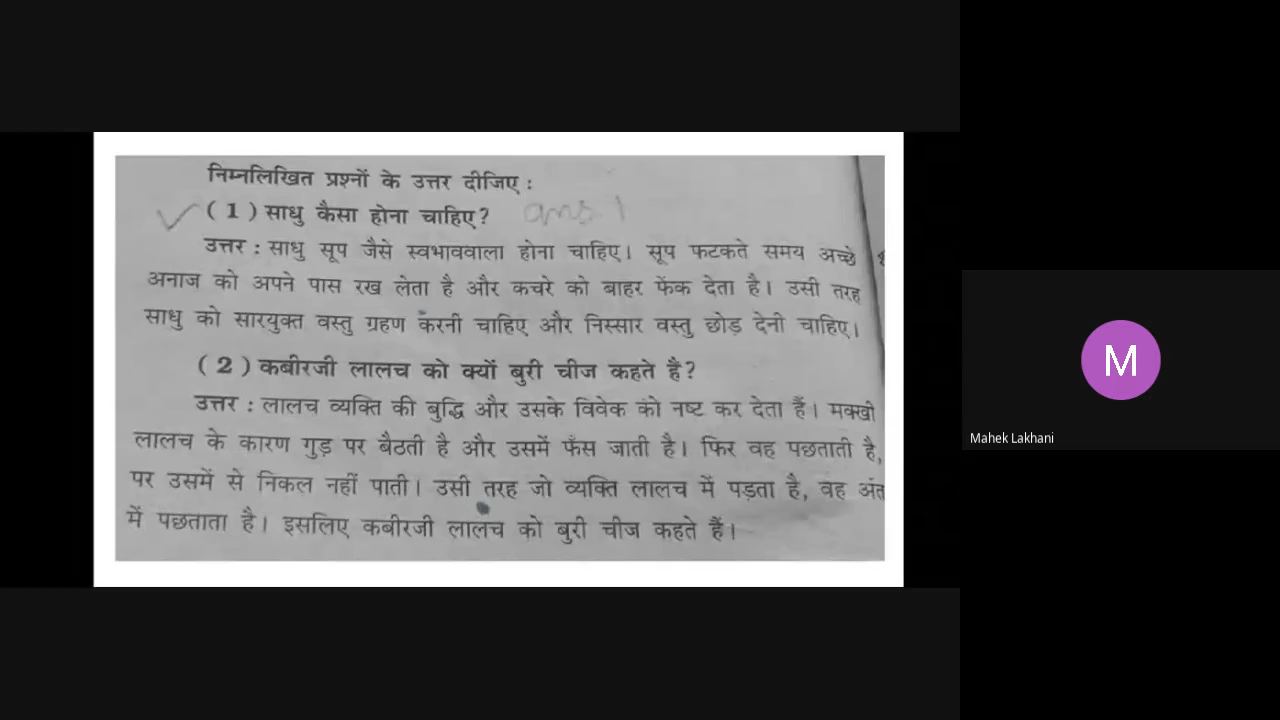 निम्नलिखित प्रश्नों के उत्तर दीजिए :
(1) साधु कैसा होना चाहिए? ans 1
उत्तर : साधु सूप जैसे स्वभाववाला होना चाहिए। सूप फटकते समय अच्छे
अनाज को अपने पास रख लेता है और कचरे को बाहर फेंक देता है। उसी तरह
साधु को सारयुक्त वस्तु ग्रहण करनी चाहिए और निस्सार वस्तु छोड़ देनी चाहिए।
(2) कबीरजी लालच को क्यों बुरी चीज कहते हैं?
उत्तर : लालच व्यक्ति की बुद्धि और उसके विवेक को नष्ट कर देता हैं। मक्खी
लालच के कारण गुड़ पर बैठती है और उसमें फँस जाती है। फिर वह पछताती है,
पर उसमें से निकल नहीं पाती। उसी तरह जो व्यक्ति लालच में पड़ता है, वह अंत
में पछताता है। इसलिए कबीरजी लालच को बुरी चीज कहते हैं।
M
Mahek Lakhani